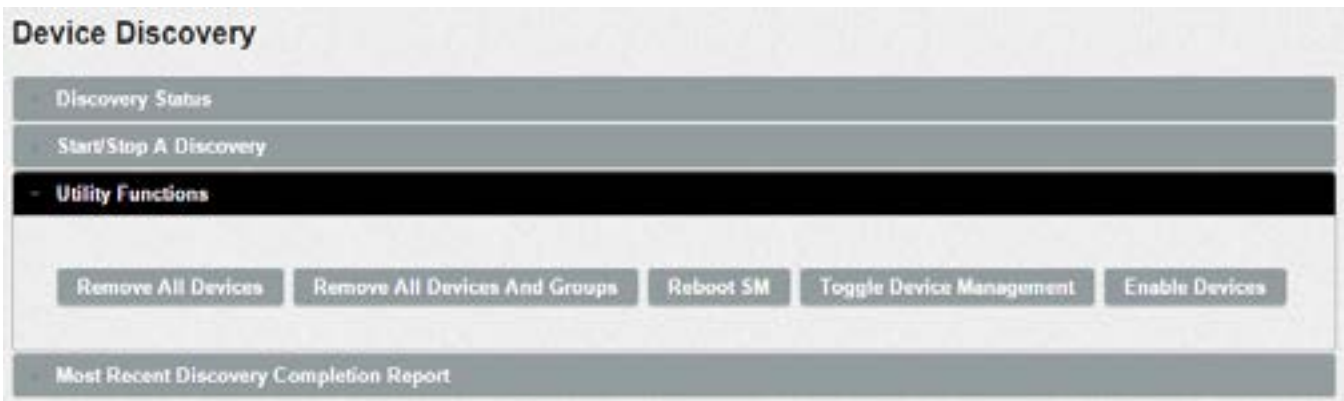 Device Discovery
Discovery Status
Start/Stop A Discovery
- Utility Functions
Remove All Devices Remove All Devices And Groups Reboot SM Toggle Device Management Enable Devices
Most Recent Discovery Completion Report